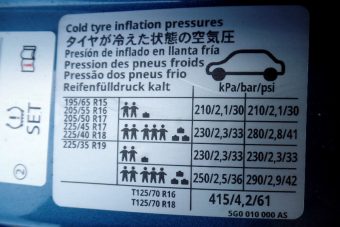 Cold tyre inflation pressures
タイヤが冷えた状態の空気圧
Presión de inflado en llanta fría
Pression des pneus froids
Pressão dos pneus frio
Reifenfülldruck kalt
kPa/bar/psi
195/65 R15
205/55 R16
205/50 R17
210/2,1/30 210/2,1/30
225/45 R17
225/40 R18
230/2,3/33 280/2,8/41
225/35 R19
230/2,3/33 230/2,3/33
250/2,5/36 290/2,9/42
T125/70 R16
T125/70 R18
415/4,2/61
5G0 010 000 AS
SET
2